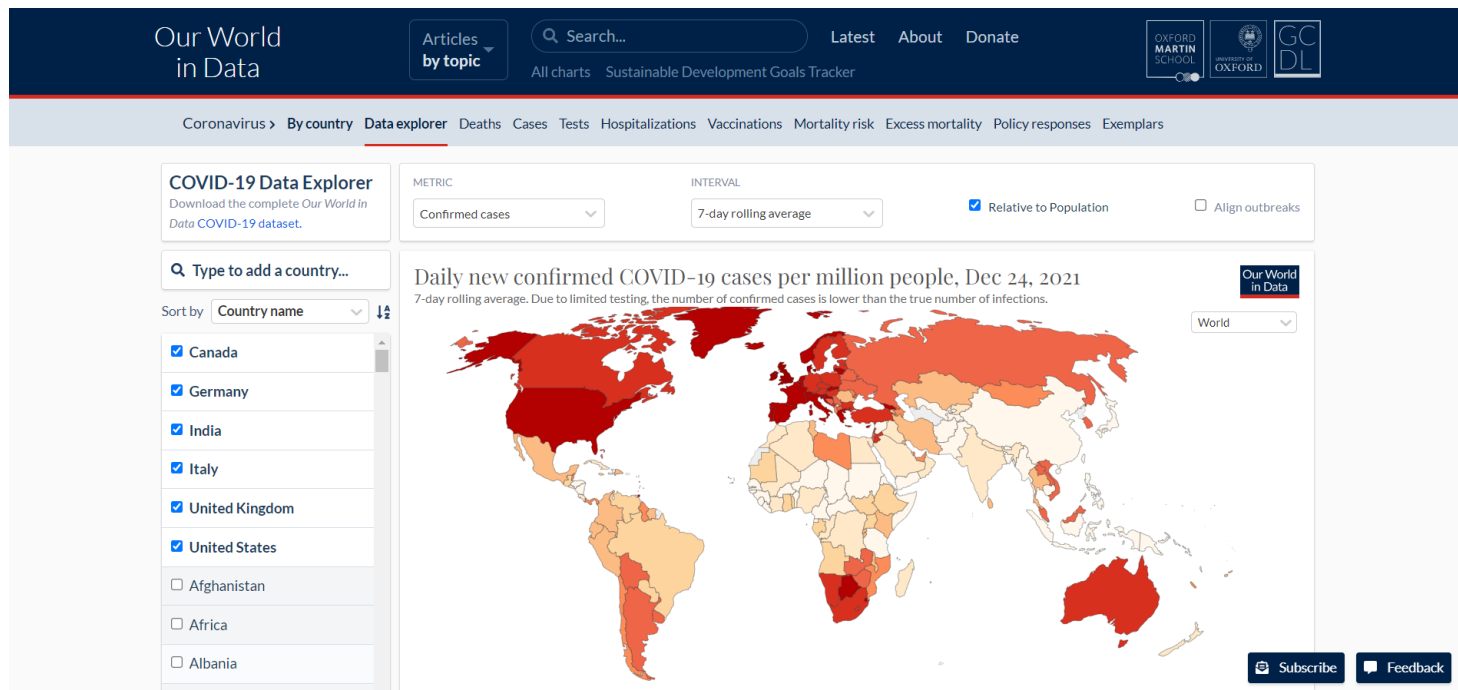 Our World
in Data
Articles
by topic
Search...
Latest About Donate
All charts Sustainable Development Goals Tracker
OXFORD
MARTIN
SCHOOL
UNIVERSITY OF
OXFORD
GC
DL
Coronavirus › By country Data explorer Deaths Cases Tests Hospitalizations Vaccinations Mortality risk Excess mortality Policy responses Exemplars
COVID-19 Data Explorer
Download the complete Our World in
Data COVID-19 dataset.
METRIC
Confirmed cases
INTERVAL
7-day rolling average
Relative to Population
Align outbreaks
Type to add a country...
Sort by Country name
Canada
Germany
India
Italy
United Kingdom
United States
Afghanistan
Africa
Albania
Daily new confirmed COVID-19 cases per million people, Dec 24, 2021
7-day rolling average. Due to limited testing, the number of confirmed cases is lower than the true number of infections.
Our World
in Data
World
Subscribe
Feedback